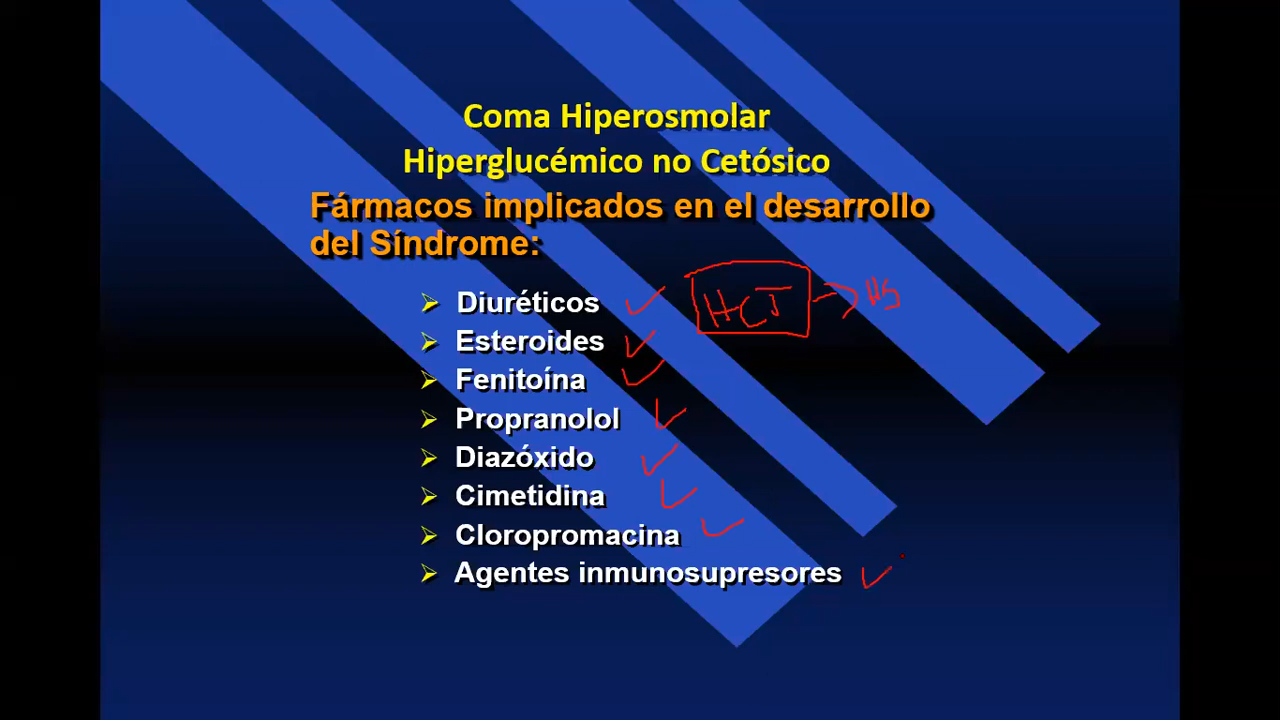 Coma Hiperosmolar
Hiperglucémico no Cetósico
Fármacos implicados en el desarrollo
del Síndrome:
Diuréticos
HCT
Esteroides
Fenitoína
Propranolol
Diazóxido
Cimetidina
Cloropromacina
Agentes inmunosupresores